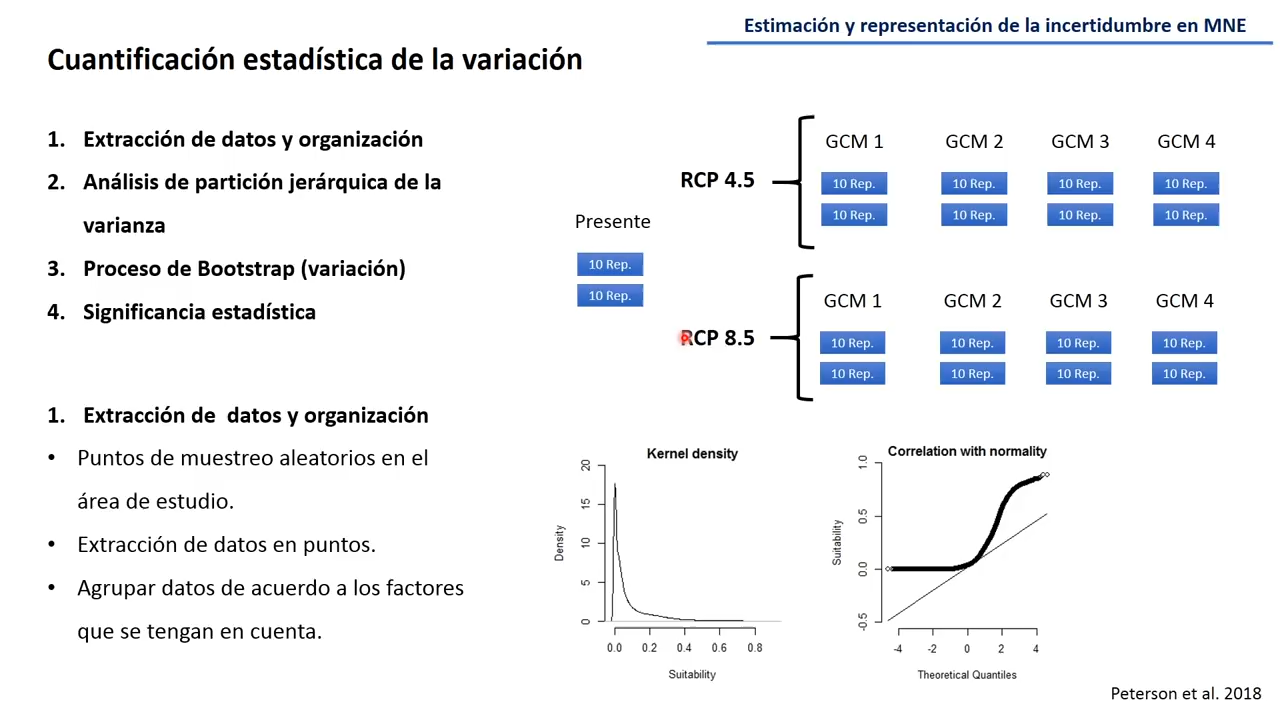 Estimación y representación de la incertidumbre en MNE
Cuantificación estadística de la variación
1. Extracción de datos y organización
2. Análisis de partición jerárquica de la
varianza
3. Proceso de Bootstrap (variación)
4. Significancia estadística
1. Extracción de datos y organización
• Puntos de muestreo aleatorios en el
área de estudio.
• Extracción de datos en puntos.
• Agrupar datos de acuerdo a los factores
que se tengan en cuenta.
Presente
10 Rep.
10 Rep.
RCP 4.5
GCM 1 GCM 2 GCM 3 GCM 4
10 Rep. 10 Rep. 10 Rep. 10 Rep.
10 Rep. 10 Rep. 10 Rep. 10 Rep.
RCP 8.5
GCM 1 GCM 2 GCM 3 GCM 4
10 Rep. 10 Rep. 10 Rep. 10 Rep.
10 Rep. 10 Rep. 10 Rep. 10 Rep.
Kernel density
Density
20
15
10
5
0
0.0 0.2 0.4 0.6 0.8
Suitability
Correlation with normality
Suitability
1.0
0.5
0.0
-0.5
-4 -2 0 2 4
Theoretical Quantiles
Peterson et al. 2018